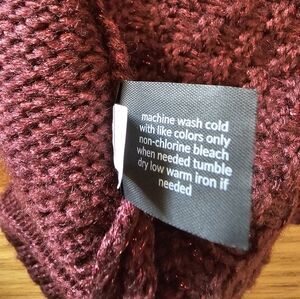 machine wash cold
with like colors only
non-chlorine bleach
when needed tumble
dry low warm iron if
needed